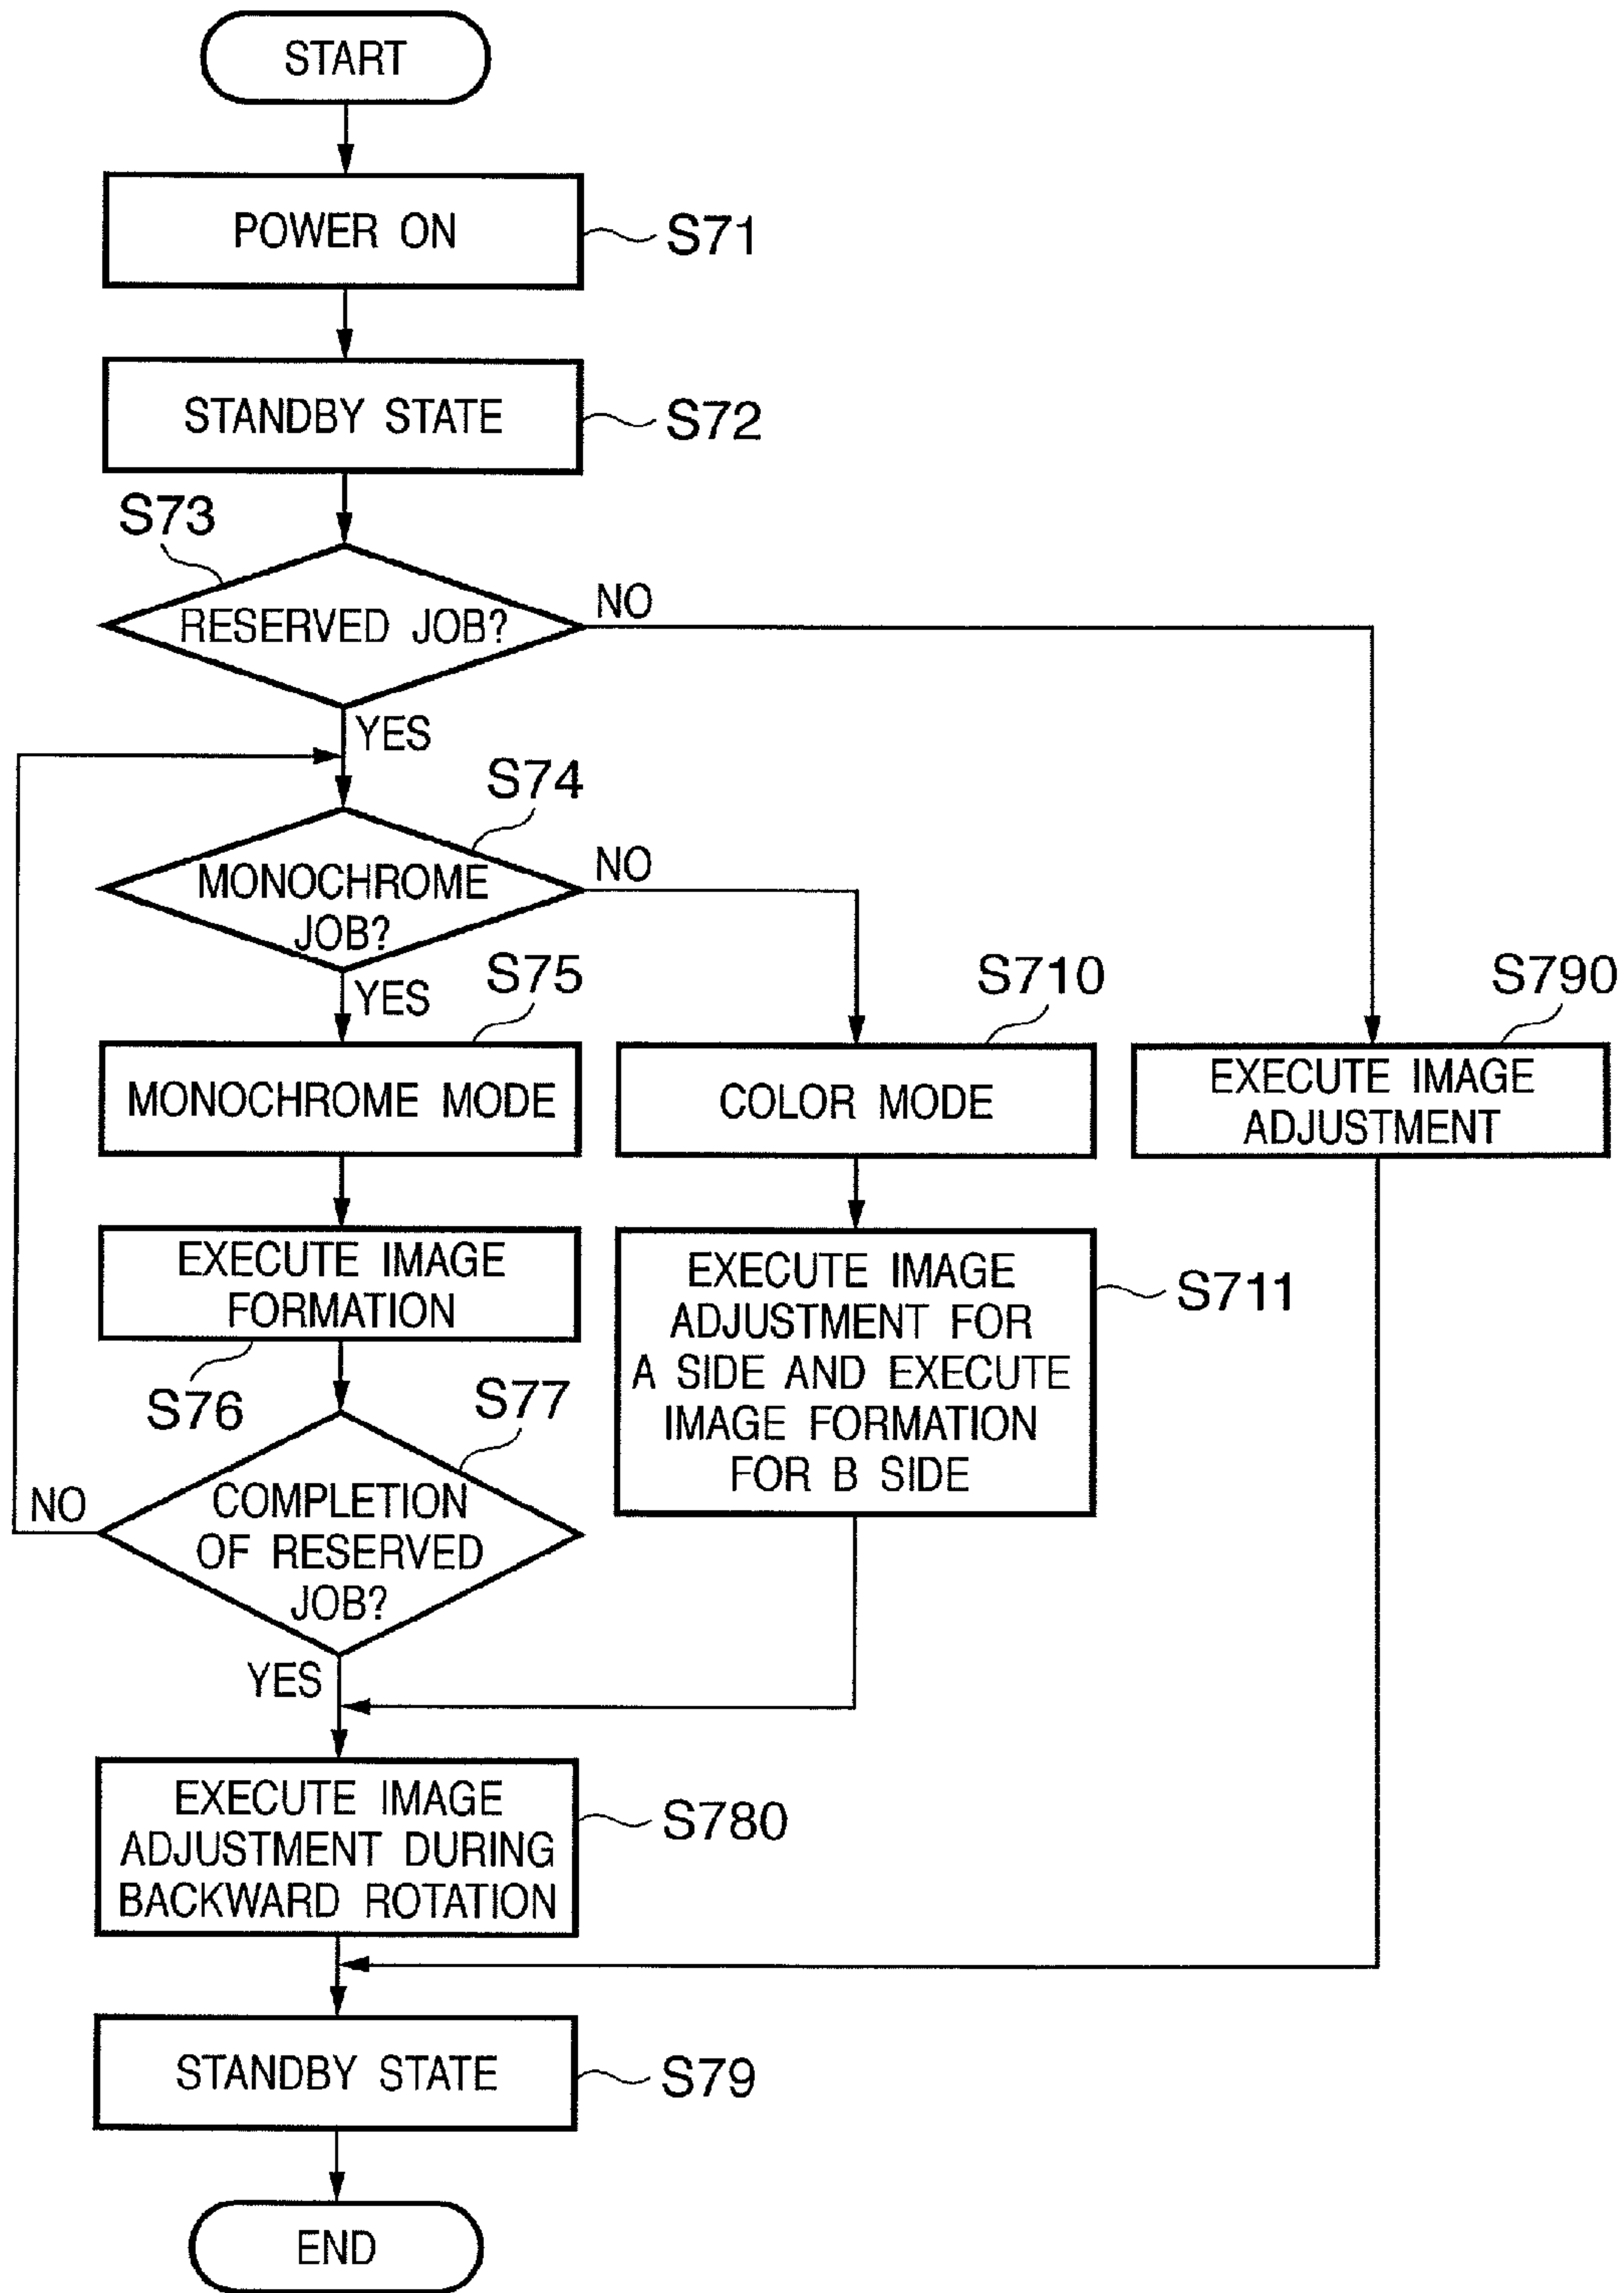 START
POWER ON
S71
STANDBY STATE
S72
S73
RESERVED JOB?
NO
YES
S74
MONOCHROME
JOB?
NO
YES
S75
MONOCHROME MODE
S710
COLOR MODE
S790
EXECUTE IMAGE
ADJUSTMENT
EXECUTE IMAGE
FORMATION
S76
EXECUTE IMAGE
ADJUSTMENT FOR
A SIDE AND EXECUTE
IMAGE FORMATION
FOR B SIDE
S711
S77
COMPLETION
OF RESERVED
JOB?
NO
YES
EXECUTE IMAGE
ADJUSTMENT DURING
BACKWARD ROTATION
S780
STANDBY STATE
S79
END